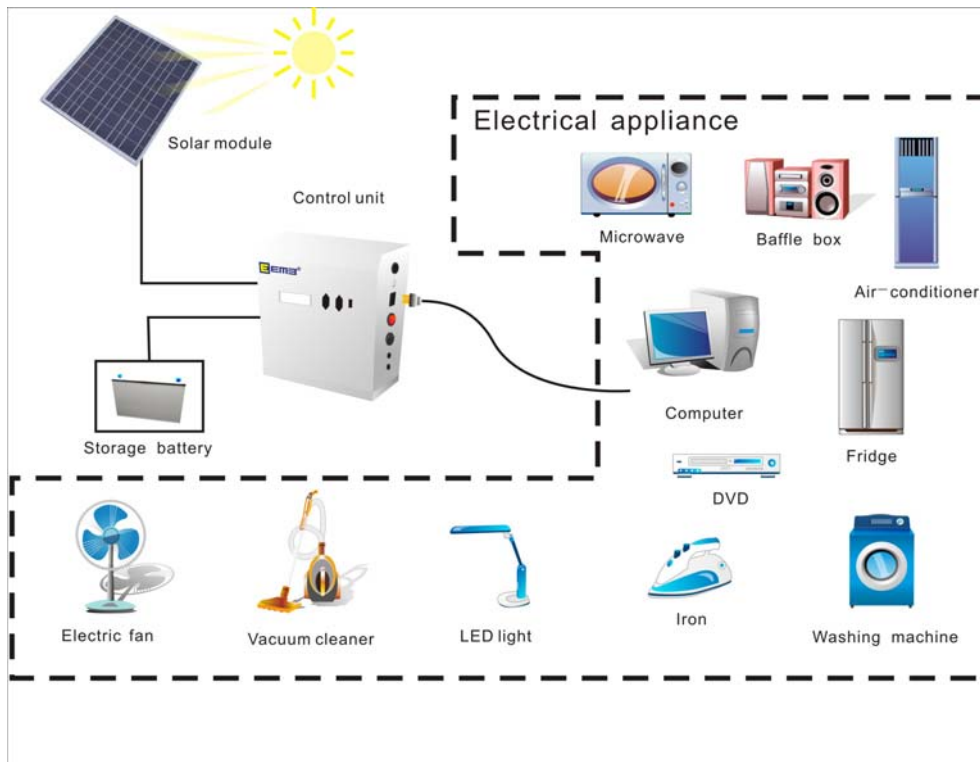 Solar module
Electrical appliance
Control unit
Microwave
Baffle box
Air-conditioner
EEMB®
Computer
Storage battery
Fridge
DVD
Electric fan
Vacuum cleaner
LED light
Iron
Washing machine